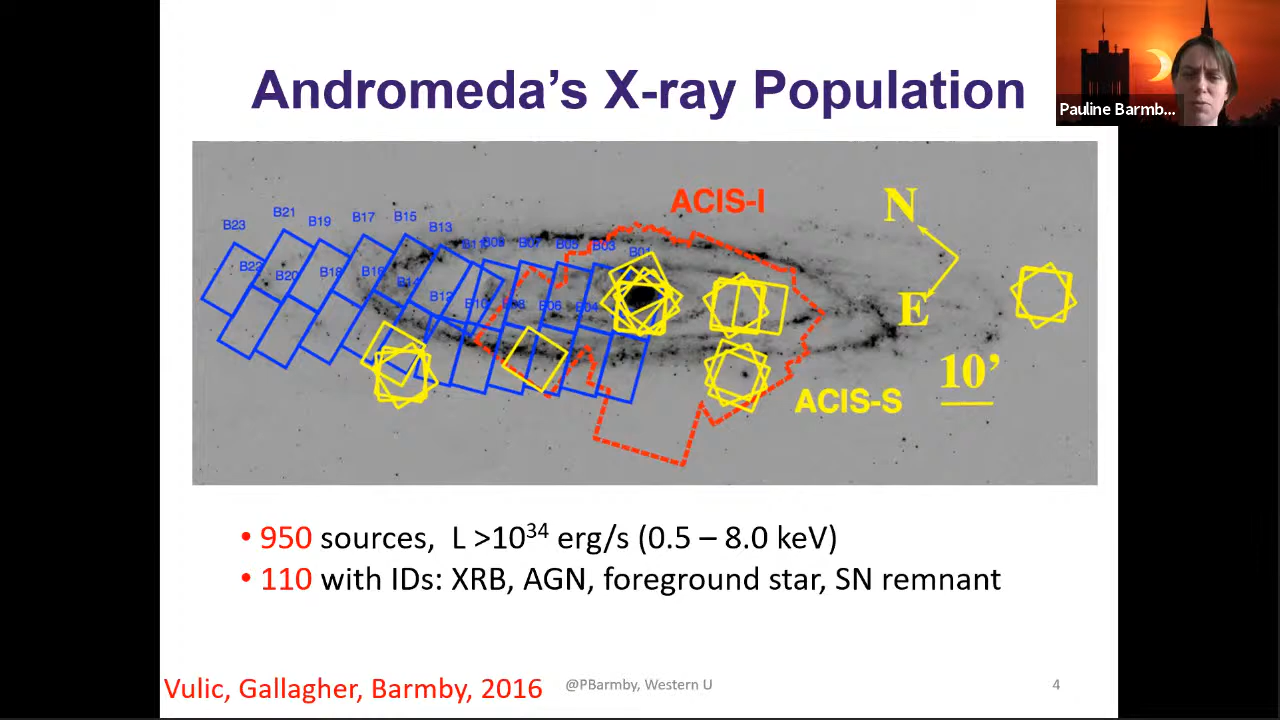 Andromeda’s X-ray Population
Pauline Barmb...
ACIS-I
N
B23
B21
B19
B17
B15
B13
B11
B09
B07
B05
B03
B01
B22
B20
B18
B16
B14
B12
B10
B08
B06
B04
E
10’
ACIS-S
• 950 sources, L >10³⁴ erg/s (0.5 – 8.0 keV)
• 110 with IDs: XRB, AGN, foreground star, SN remnant
Vulic, Gallagher, Barmby, 2016
@PBarmby, Western U
4